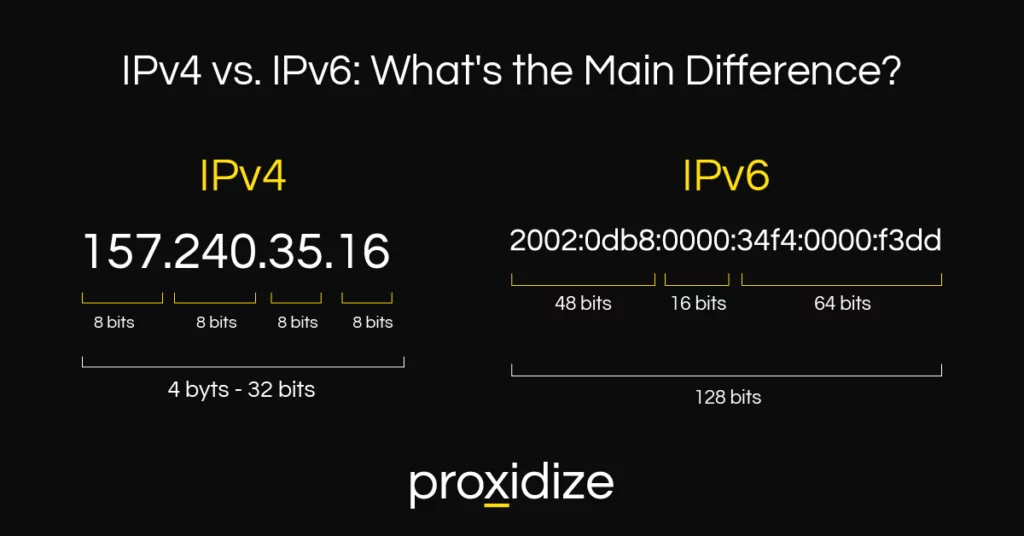 IPv4 vs. IPv6: What's the Main Difference?
IPv4
157.240.35.16
8 bits 8 bits 8 bits 8 bits
4 byts - 32 bits
IPv6
2002:0db8:0000:34f4:0000:f3dd
48 bits 16 bits 64 bits
128 bits
proxidize